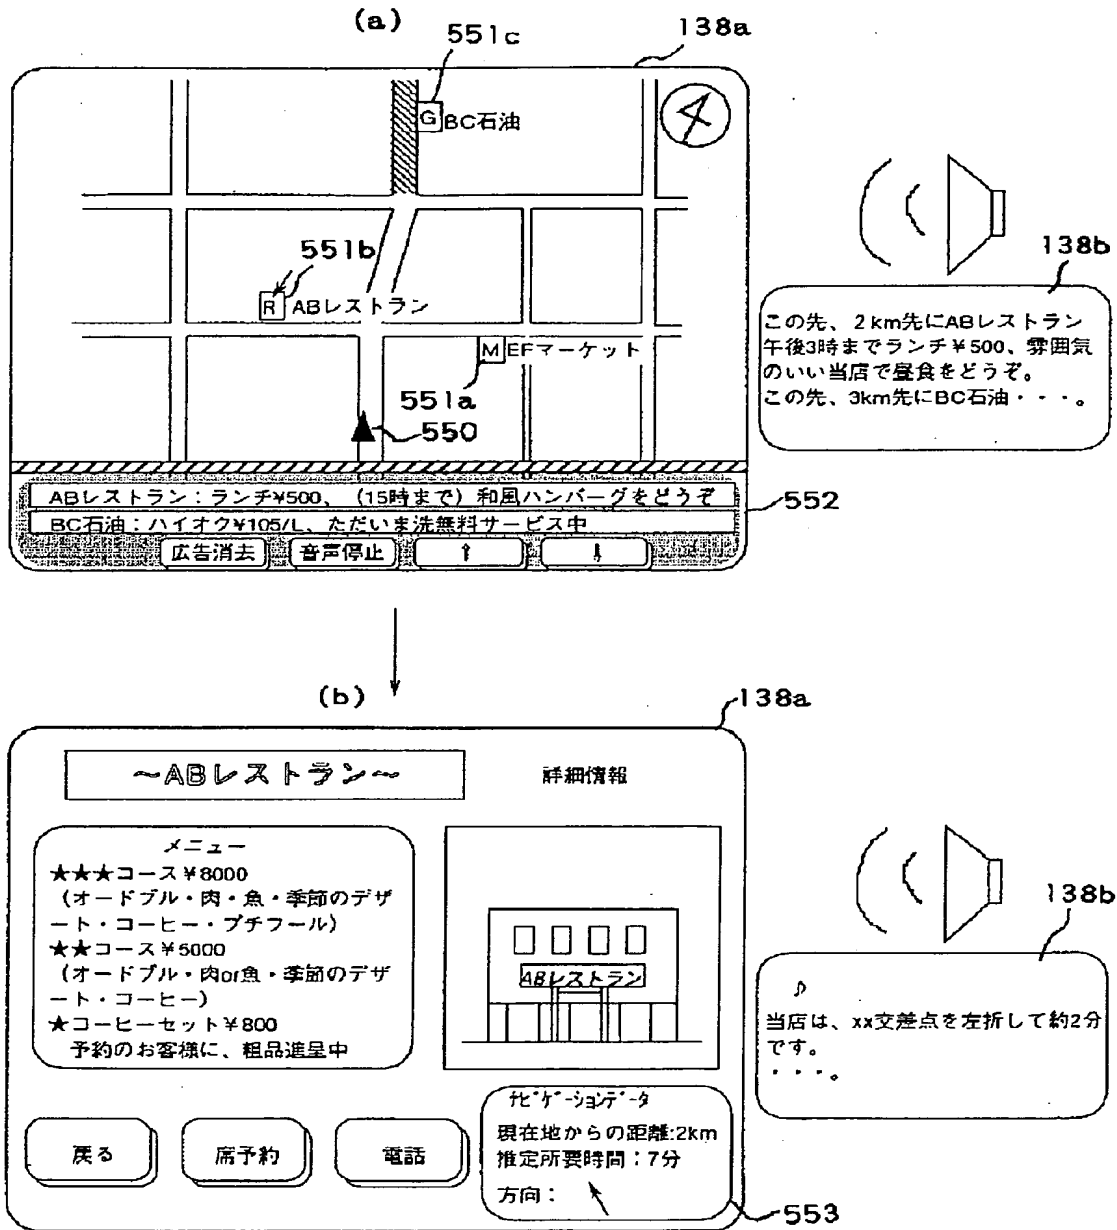 (a)
551c
138a
G BC石油
551b
138b
R ABレストラン
この先、2km先にABレストラン
午後3時までランチ¥500、雰囲気
のいい当店で昼食をどうぞ。
この先、3km先にBC石油・・・。
M EFマーケット
551a
550
ABレストラン：ランチ¥500、（15時まで）和風ハンバーグをどうぞ
552
BC石油：ハイオク¥105/L、ただいま洗無料サービス中
広告消去 音声停止 ↑ ↓
(b)
138a
～ABレストラン～ 詳細情報
メニュー
★★★コース¥8000
（オードブル・肉・魚・季節のデザ
ート・コーヒー・プチフール）
★★コース¥5000
（オードブル・肉or魚・季節のデザ
ート・コーヒー）
★コーヒーセット¥800
予約のお客様に、粗品進呈中
ABレストラン
138b
♪
当店は、xx交差点を左折して約2分
です。
・・・。
戻る 席予約 電話
ﾅﾋﾞｹﾞｰｼｮﾝﾃﾞｰﾀ
現在地からの距離:2km
推定所要時間：7分
方向：
553